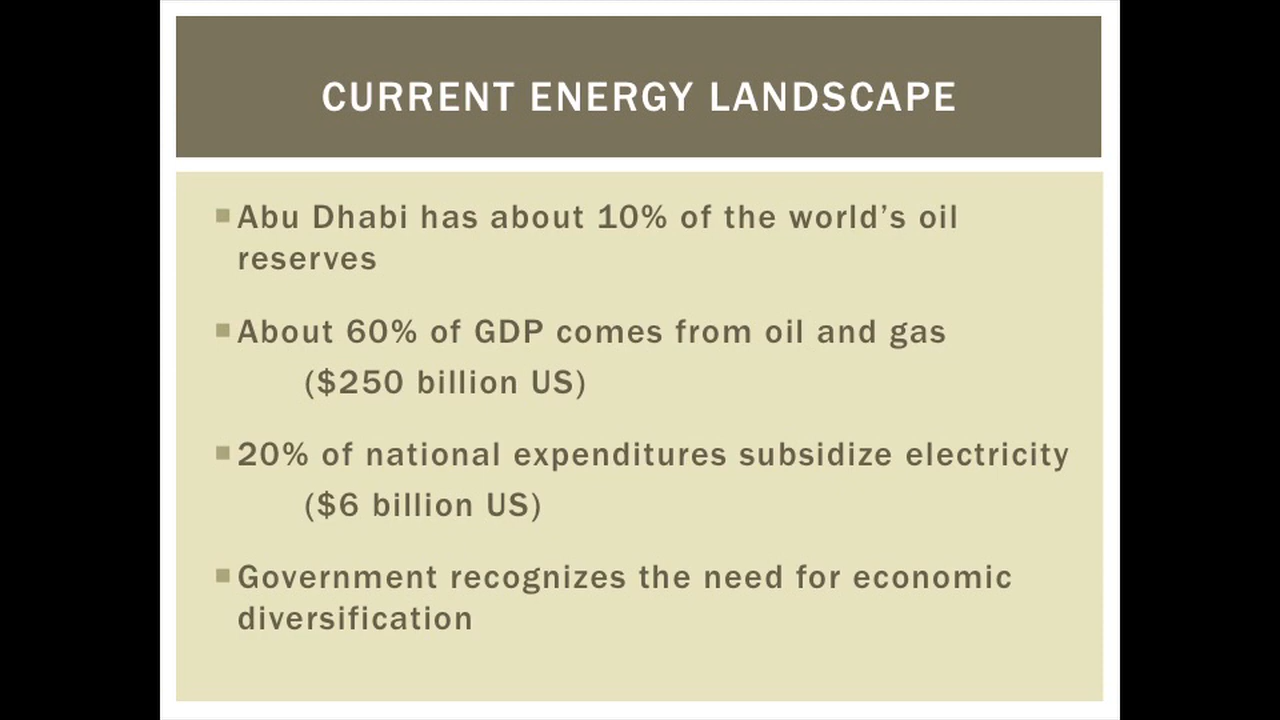 CURRENT ENERGY LANDSCAPE
Abu Dhabi has about 10% of the world's oil
reserves
About 60% of GDP comes from oil and gas
($250 billion US)
20% of national expenditures subsidize electricity
($6 billion US)
Government recognizes the need for economic
diversification